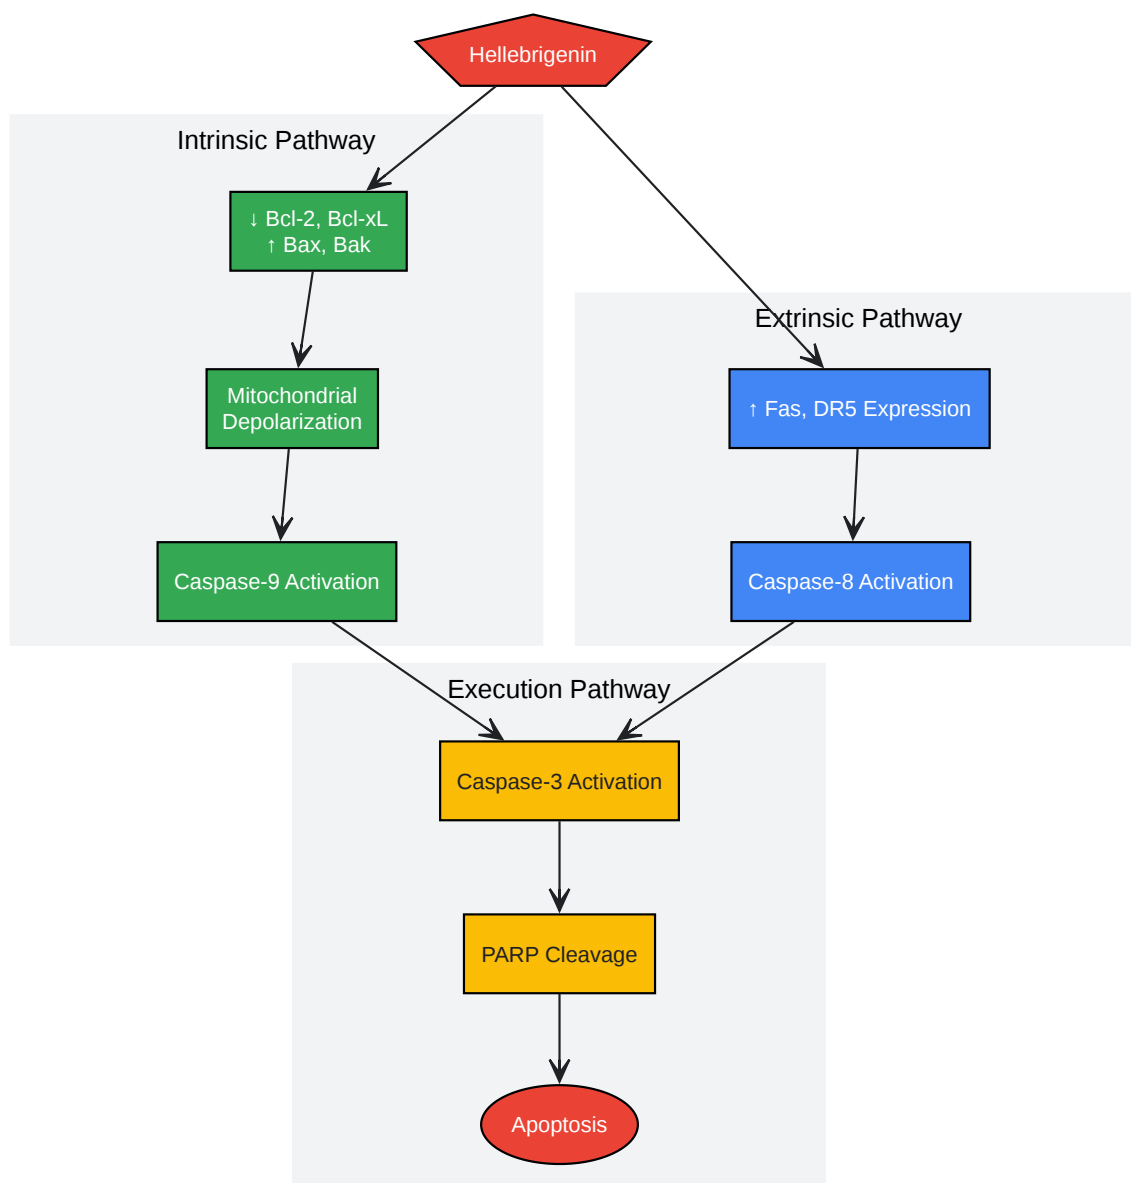 Hellebrigenin
Intrinsic Pathway
↓ Bcl-2, Bcl-xL
↑ Bax, Bak
Mitochondrial
Depolarization
Caspase-9 Activation
Extrinsic Pathway
↑ Fas, DR5 Expression
Caspase-8 Activation
Execution Pathway
Caspase-3 Activation
PARP Cleavage
Apoptosis